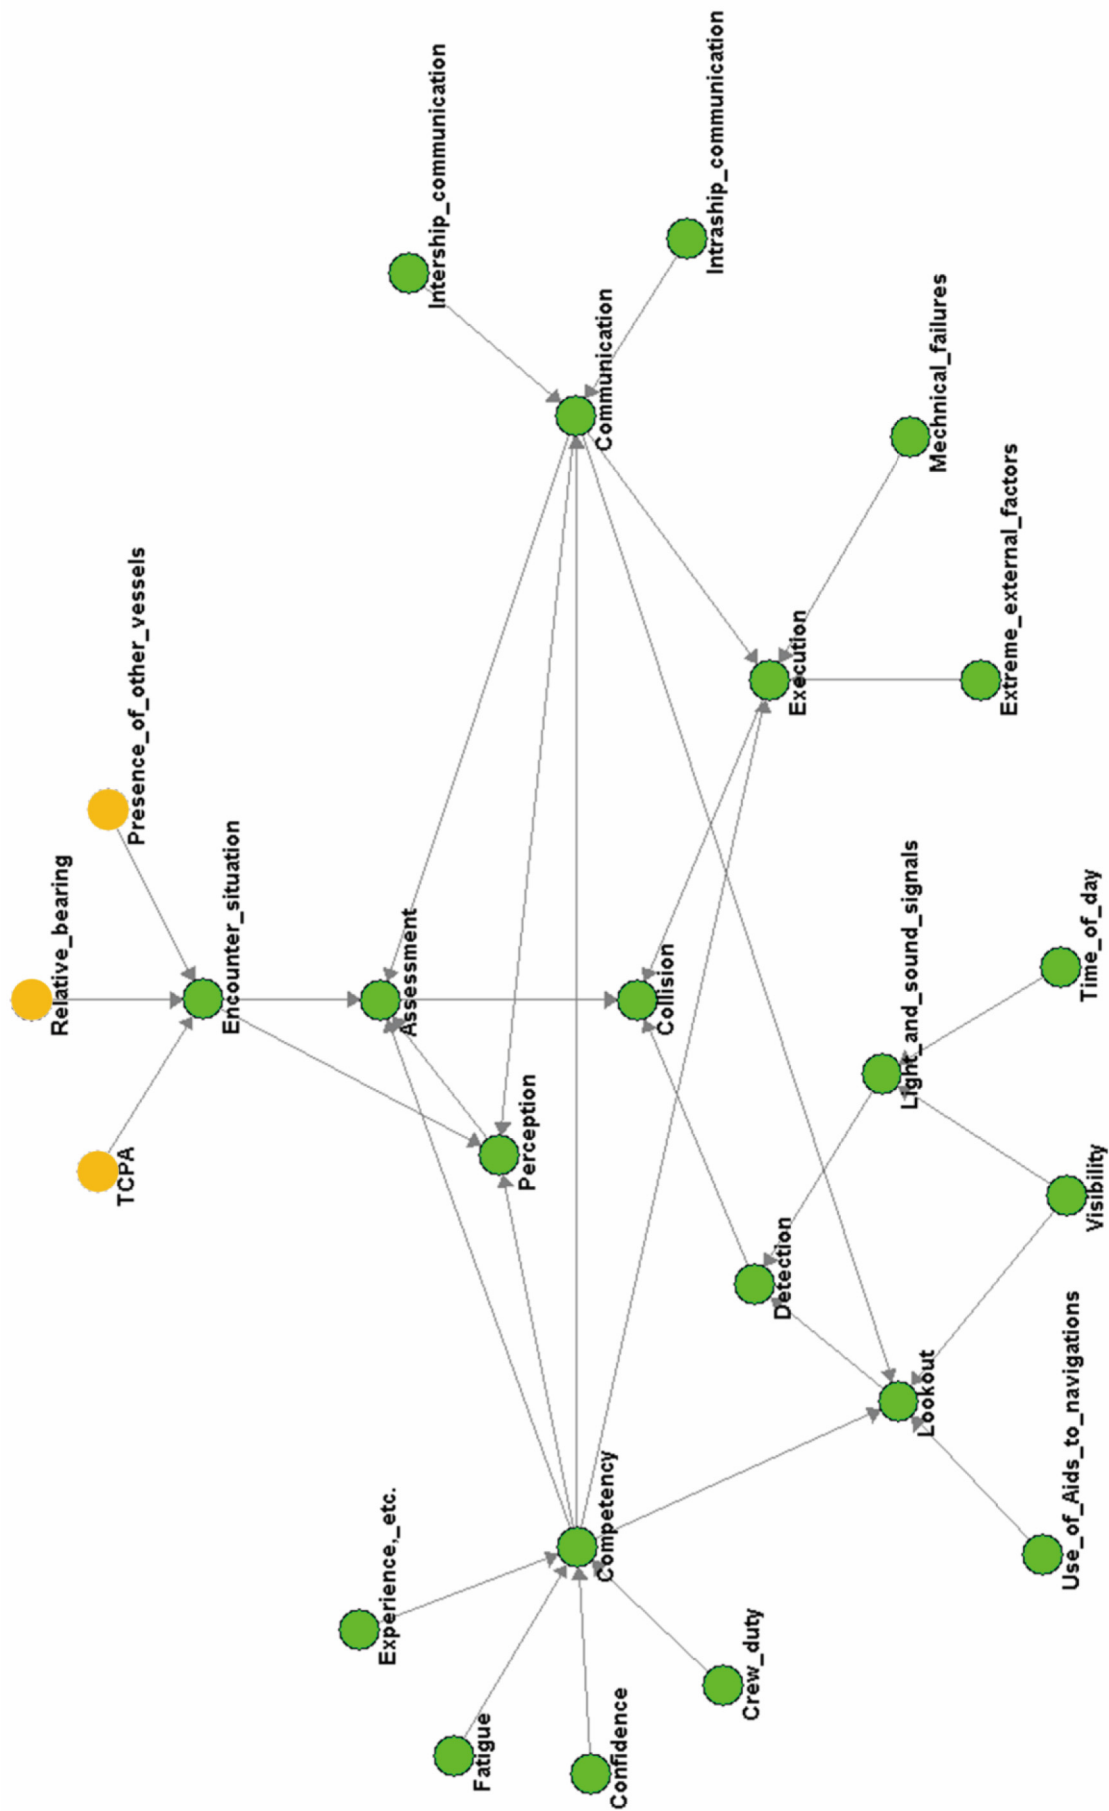 Relative_bearing
TCPA
Presence_of_other_vessels
Encounter_situation
Intership_communication
Intraship_communication
Communication
Assessment
Perception
Collision
Execution
Mechnical_failures
Extreme_external_factors
Experience,_etc.
Fatigue
Confidence
Crew_duty
Competency
Detection
Lookout
Light_and_sound_signals
Time_of_day
Visibility
Use_of_Aids_to_navigations